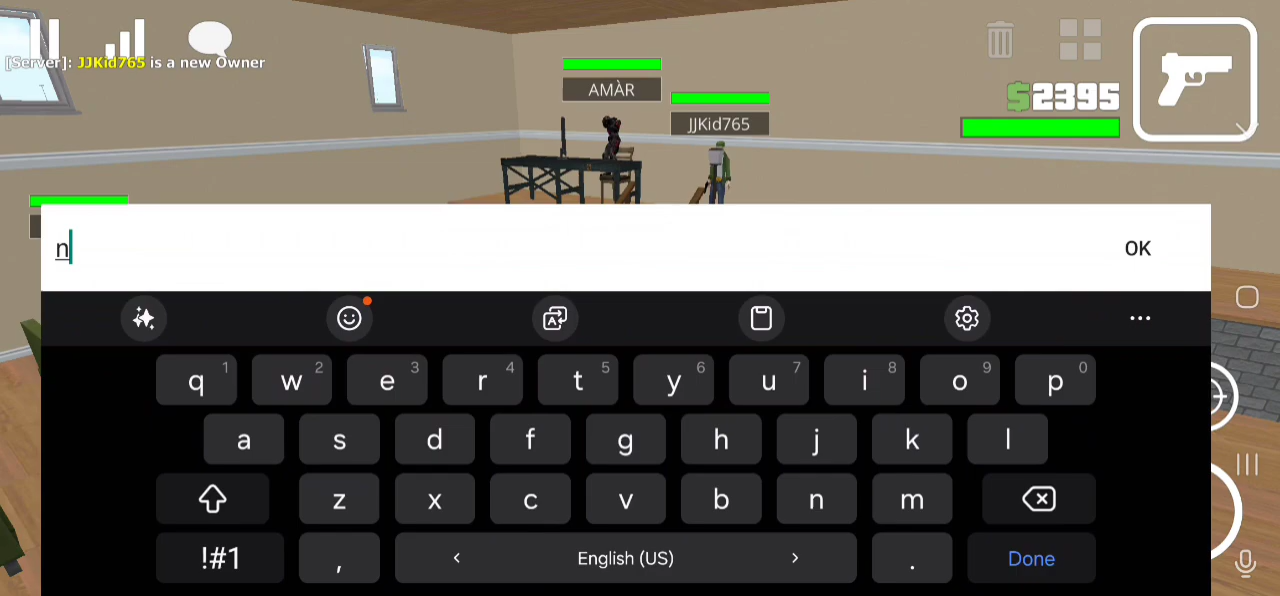 [Server]: JJKid765 is a new Owner
AMÀR
JJKid765
$2395
n
OK
q 1 w 2 e 3 r 4 t 5 y 6 u 7 i 8 o 9 p 0
a s d f g h j k l
z x c v b n m
!#1 , < English (US) > . Done